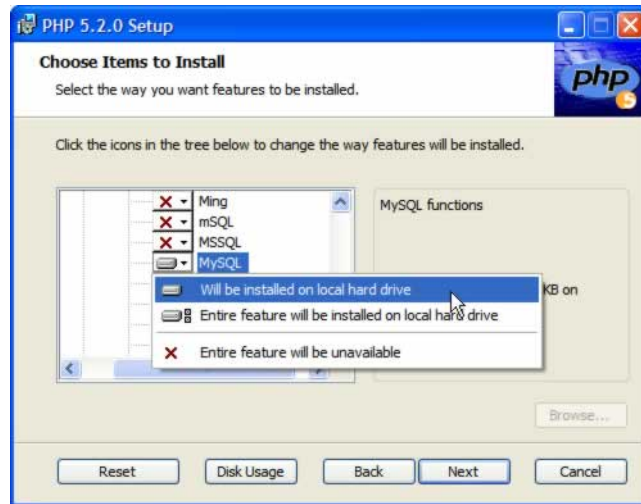 PHP 5.2.0 Setup
Choose Items to Install
Select the way you want features to be installed.
php
Click the icons in the tree below to change the way features will be installed.
Ming
mSQL
MSSQL
MySQL
MySQL functions
Will be installed on local hard drive
KB on
Entire feature will be installed on local hard drive
Entire feature will be unavailable
Browse...
Reset
Disk Usage
Back
Next
Cancel